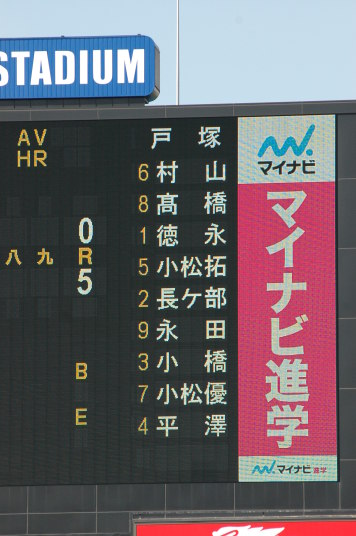 STADIUM
AV
HR
戸塚
6 村山
8 髙橋
1 徳永
5 小松拓
2 長ケ部
9 永田
3 小橋
7 小松優
4 平澤
八 九
0
R
5
B
E
マイナビ
マイナビ進学
マイナビ進学